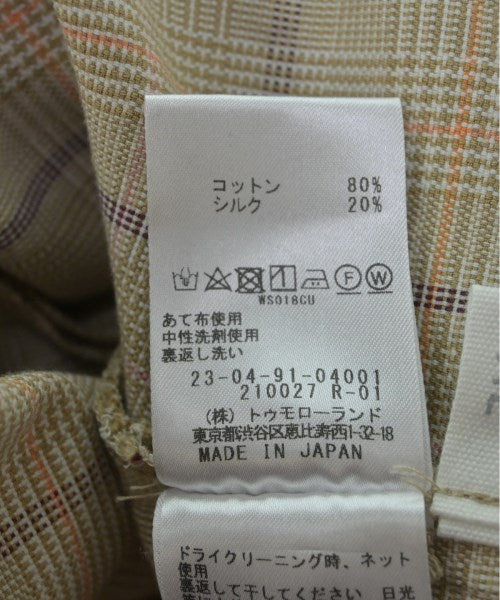 コットン 80%
シルク 20%
F W
WS018CU
あて布使用
中性洗剤使用
裏返し洗い
23-04-91-04001
210027 R-01
(株) トゥモローランド
東京都渋谷区恵比寿西1-32-18
MADE IN JAPAN
ドライクリーニング時、ネット
使用
裏返して干してください 日光